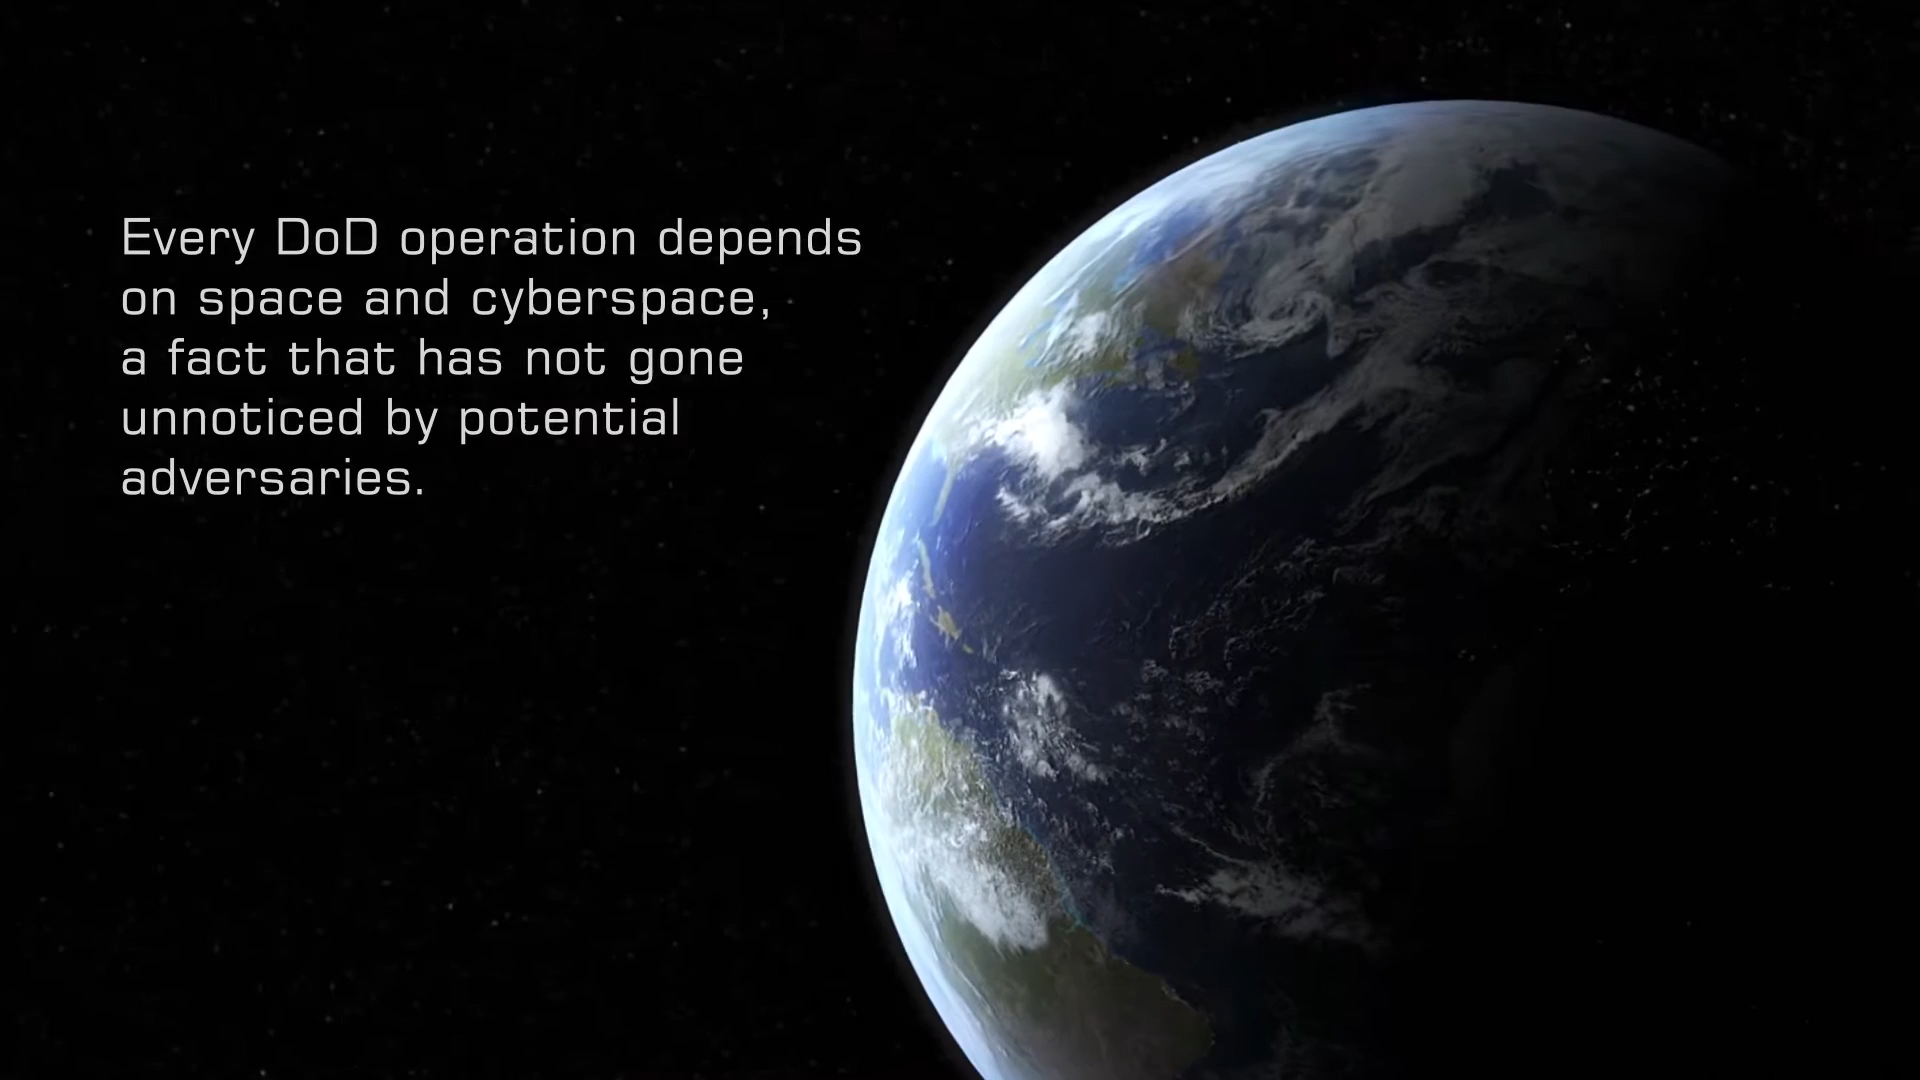 Every DoD operation depends
on space and cyberspace,
a fact that has not gone
unnoticed by potential
adversaries.